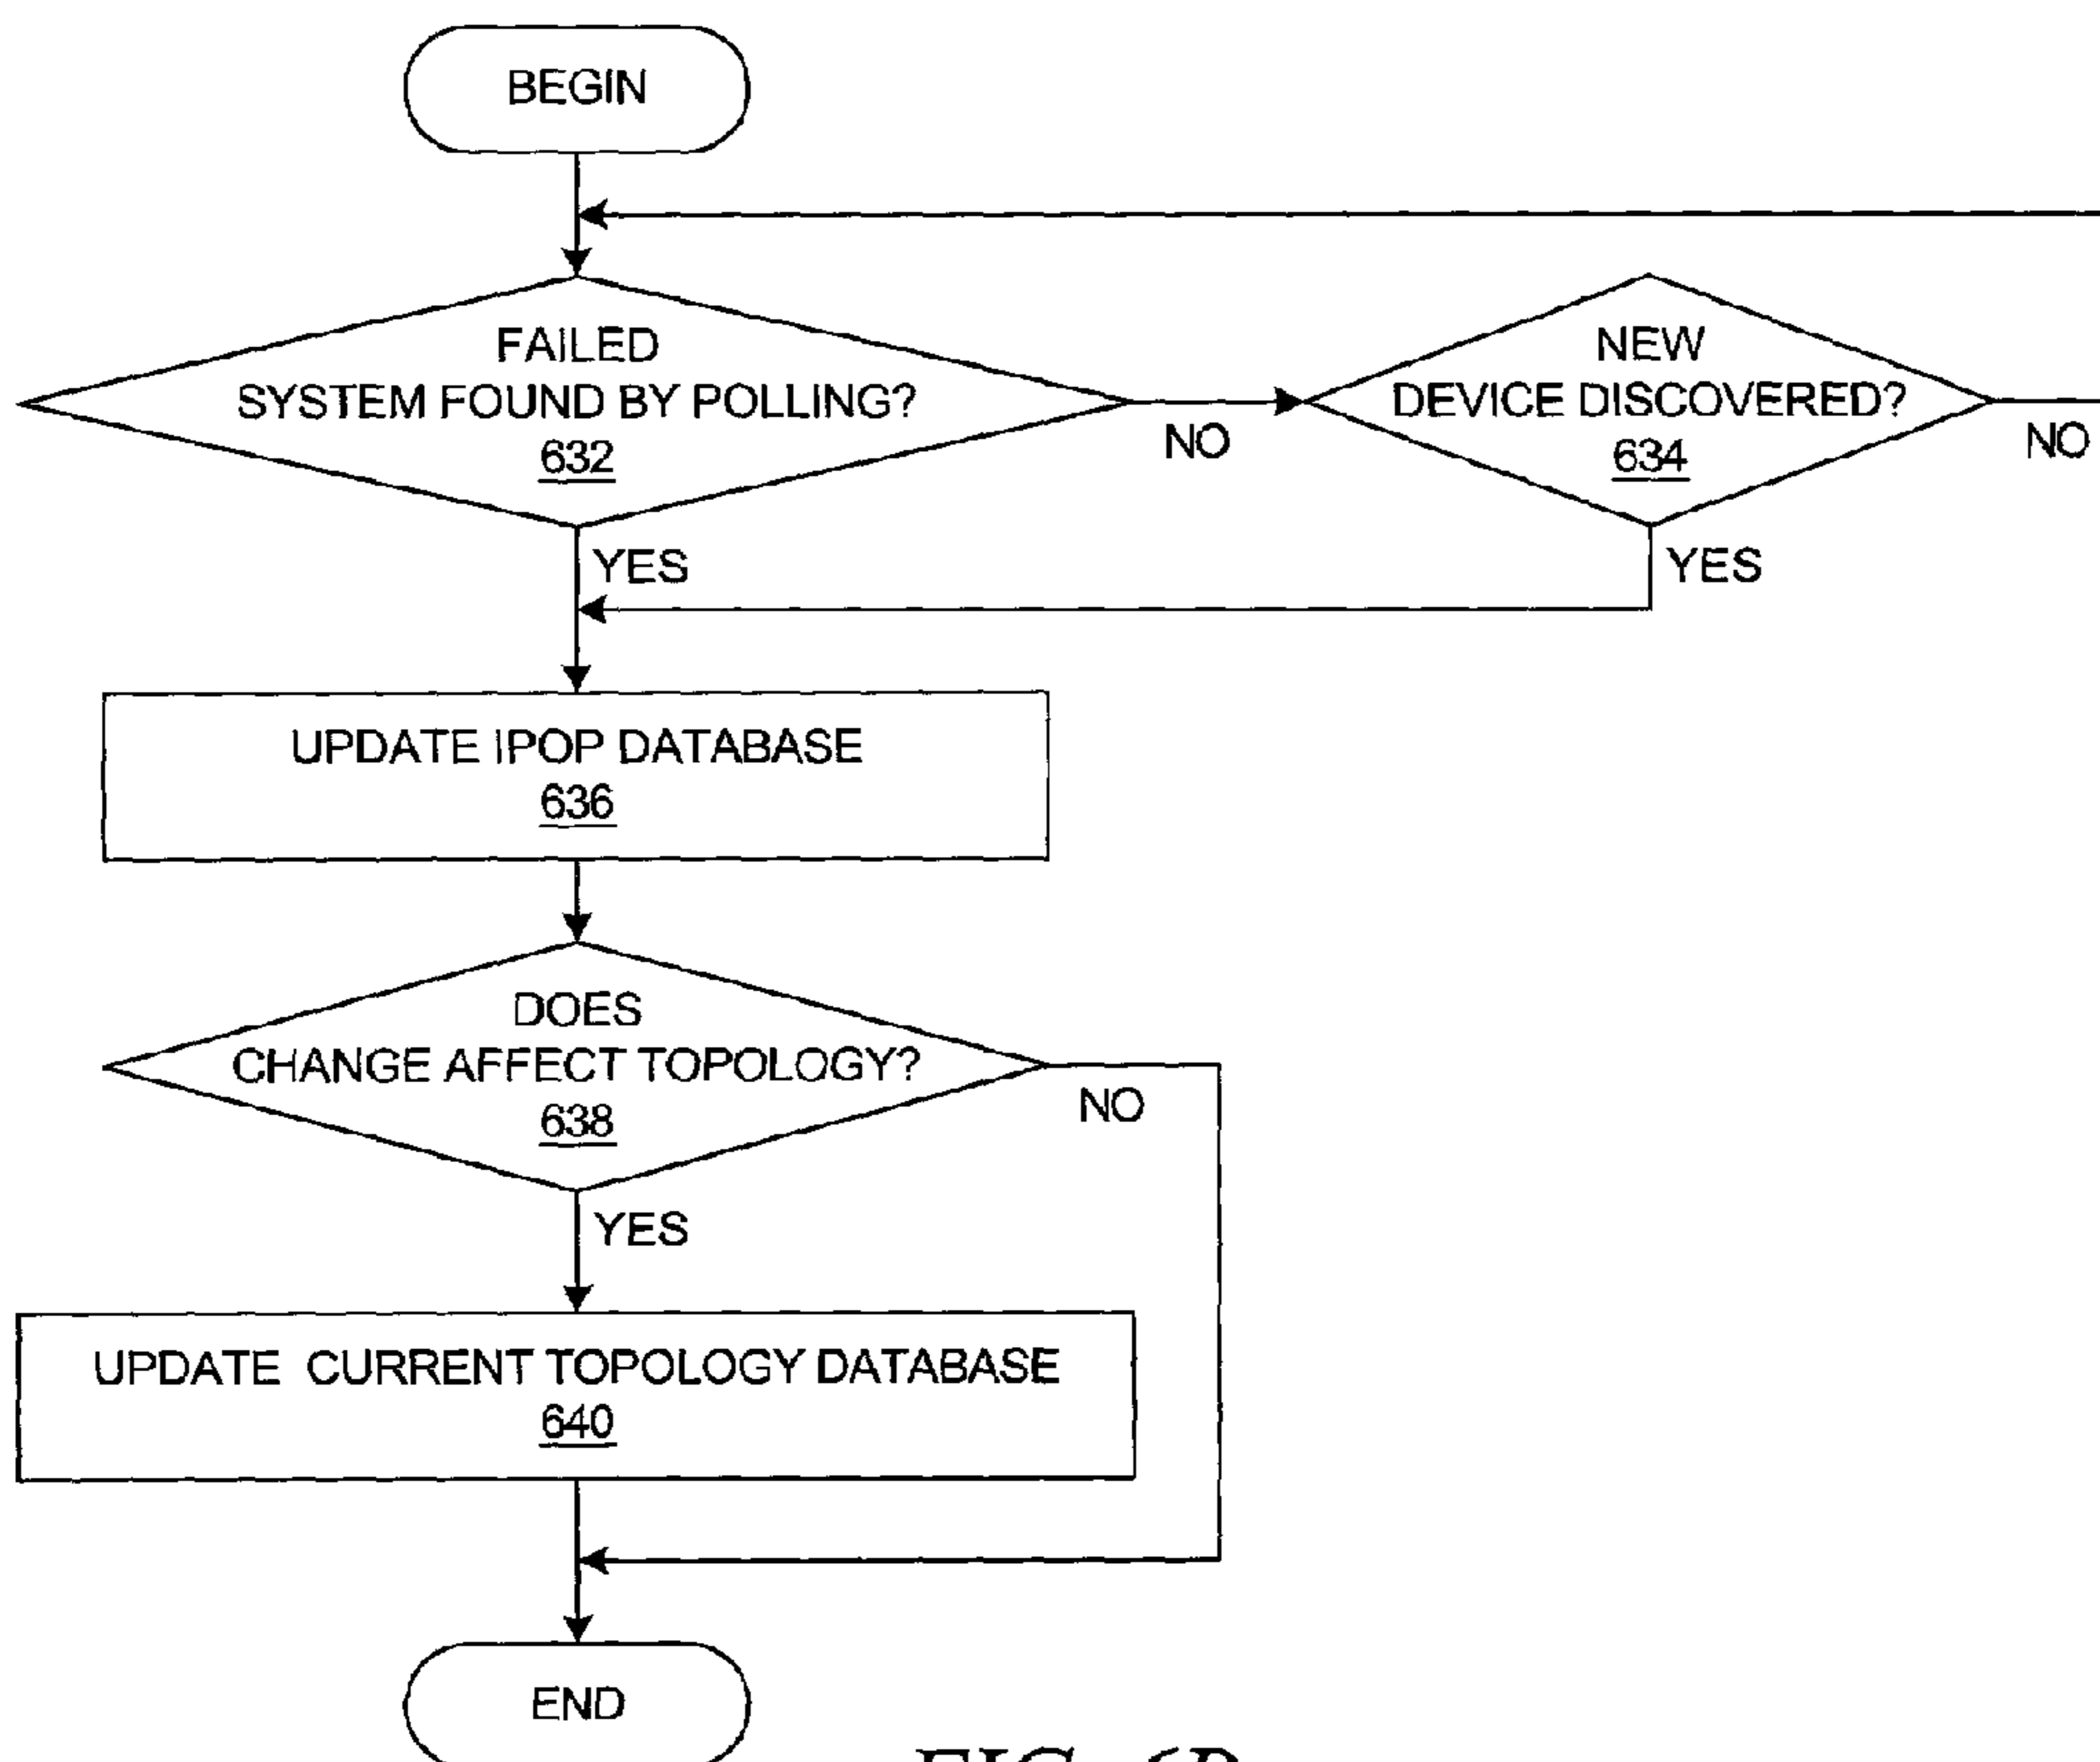 BEGIN
FAILED
SYSTEM FOUND BY POLLING?
632
NO
NEW
DEVICE DISCOVERED?
634
NO
YES
YES
UPDATE IPOP DATABASE
636
DOES
CHANGE AFFECT TOPOLOGY?
638
NO
YES
UPDATE CURRENT TOPOLOGY DATABASE
640
END